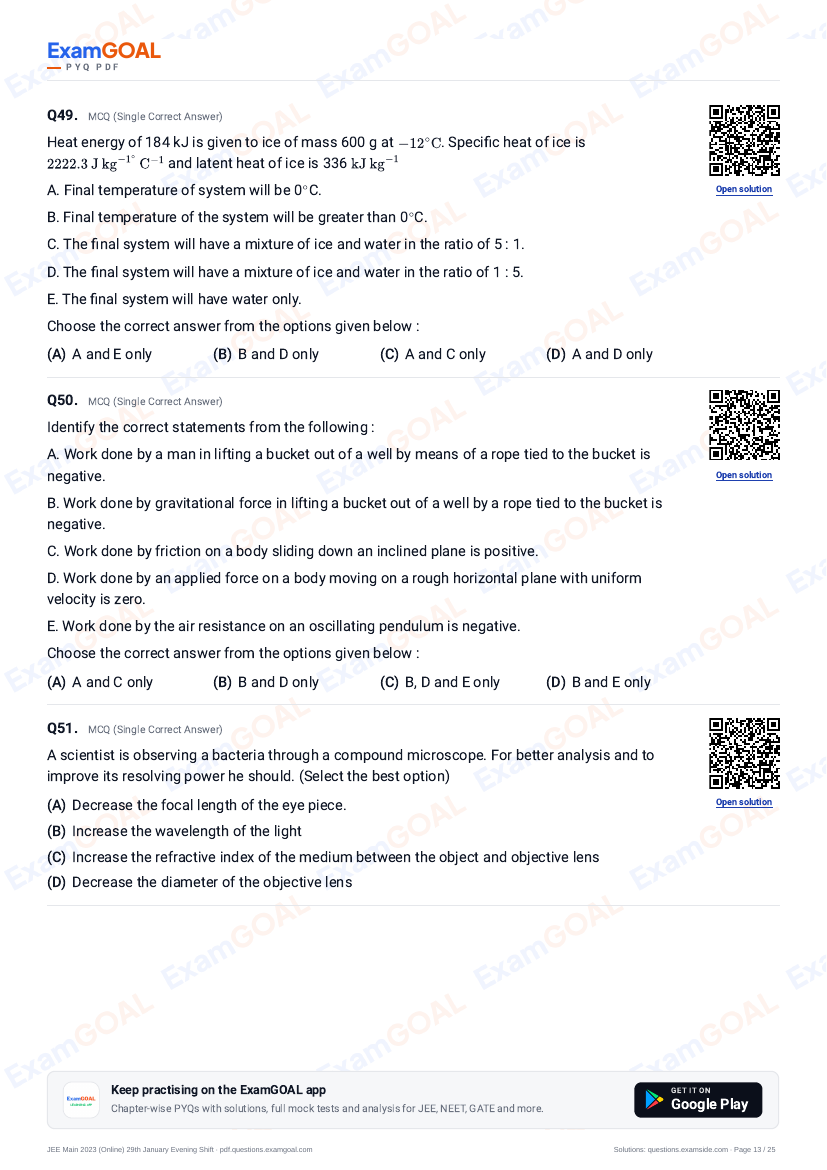 ExamGOAL
PYQ PDF
Q49. MCQ (Single Correct Answer)
Heat energy of 184 kJ is given to ice of mass 600 g at −12°C. Specific heat of ice is
2222.3 J kg⁻¹° C⁻¹ and latent heat of ice is 336 kJ kg⁻¹
A. Final temperature of system will be 0°C.
B. Final temperature of the system will be greater than 0°C.
C. The final system will have a mixture of ice and water in the ratio of 5 : 1.
D. The final system will have a mixture of ice and water in the ratio of 1 : 5.
E. The final system will have water only.
Choose the correct answer from the options given below :
(A) A and E only (B) B and D only (C) A and C only (D) A and D only
Open solution
Q50. MCQ (Single Correct Answer)
Identify the correct statements from the following :
A. Work done by a man in lifting a bucket out of a well by means of a rope tied to the bucket is
negative.
B. Work done by gravitational force in lifting a bucket out of a well by a rope tied to the bucket is
negative.
C. Work done by friction on a body sliding down an inclined plane is positive.
D. Work done by an applied force on a body moving on a rough horizontal plane with uniform
velocity is zero.
E. Work done by the air resistance on an oscillating pendulum is negative.
Choose the correct answer from the options given below :
(A) A and C only (B) B and D only (C) B, D and E only (D) B and E only
Open solution
Q51. MCQ (Single Correct Answer)
A scientist is observing a bacteria through a compound microscope. For better analysis and to
improve its resolving power he should. (Select the best option)
(A) Decrease the focal length of the eye piece.
(B) Increase the wavelength of the light
(C) Increase the refractive index of the medium between the object and objective lens
(D) Decrease the diameter of the objective lens
Open solution
ExamGOAL
Keep practising on the ExamGOAL app
Chapter-wise PYQs with solutions, full mock tests and analysis for JEE, NEET, GATE and more.
GET IT ON
Google Play
JEE Main 2023 (Online) 29th January Evening Shift · pdf.questions.examgoal.com
Solutions: questions.examside.com · Page 13 / 25